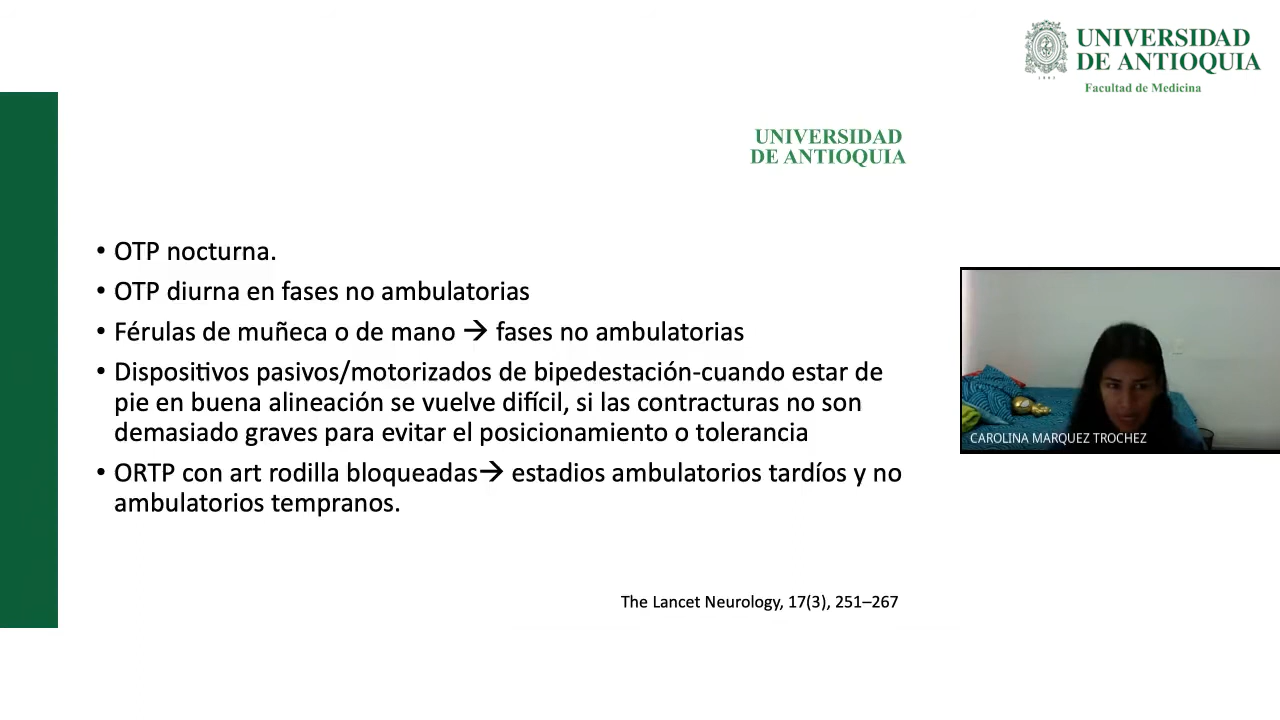 UNIVERSIDAD
DE ANTIOQUIA
1803
Facultad de Medicina
UNIVERSIDAD
DE ANTIOQUIA
• OTP nocturna.
• OTP diurna en fases no ambulatorias
• Férulas de muñeca o de mano → fases no ambulatorias
• Dispositivos pasivos/motorizados de bipedestación-cuando estar de
pie en buena alineación se vuelve difícil, si las contracturas no son
demasiado graves para evitar el posicionamiento o tolerancia
• ORTP con art rodilla bloqueadas→ estadios ambulatorios tardíos y no
ambulatorios tempranos.
CAROLINA MARQUEZ TROCHEZ
The Lancet Neurology, 17(3), 251–267